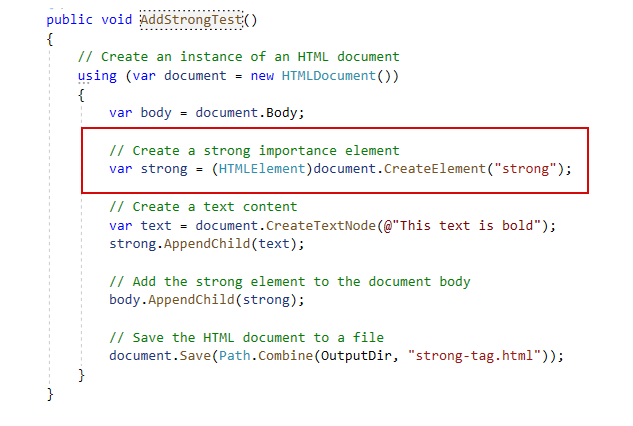 public void AddStrongTest()
{
// Create an instance of an HTML document
using (var document = new HTMLDocument())
{
var body = document.Body;
// Create a strong importance element
var strong = (HTMLElement)document.CreateElement("strong");
// Create a text content
var text = document.CreateTextNode(@"This text is bold");
strong.AppendChild(text);
// Add the strong element to the document body
body.AppendChild(strong);
// Save the HTML document to a file
document.Save(Path.Combine(OutputDir, "strong-tag.html"));
}
}